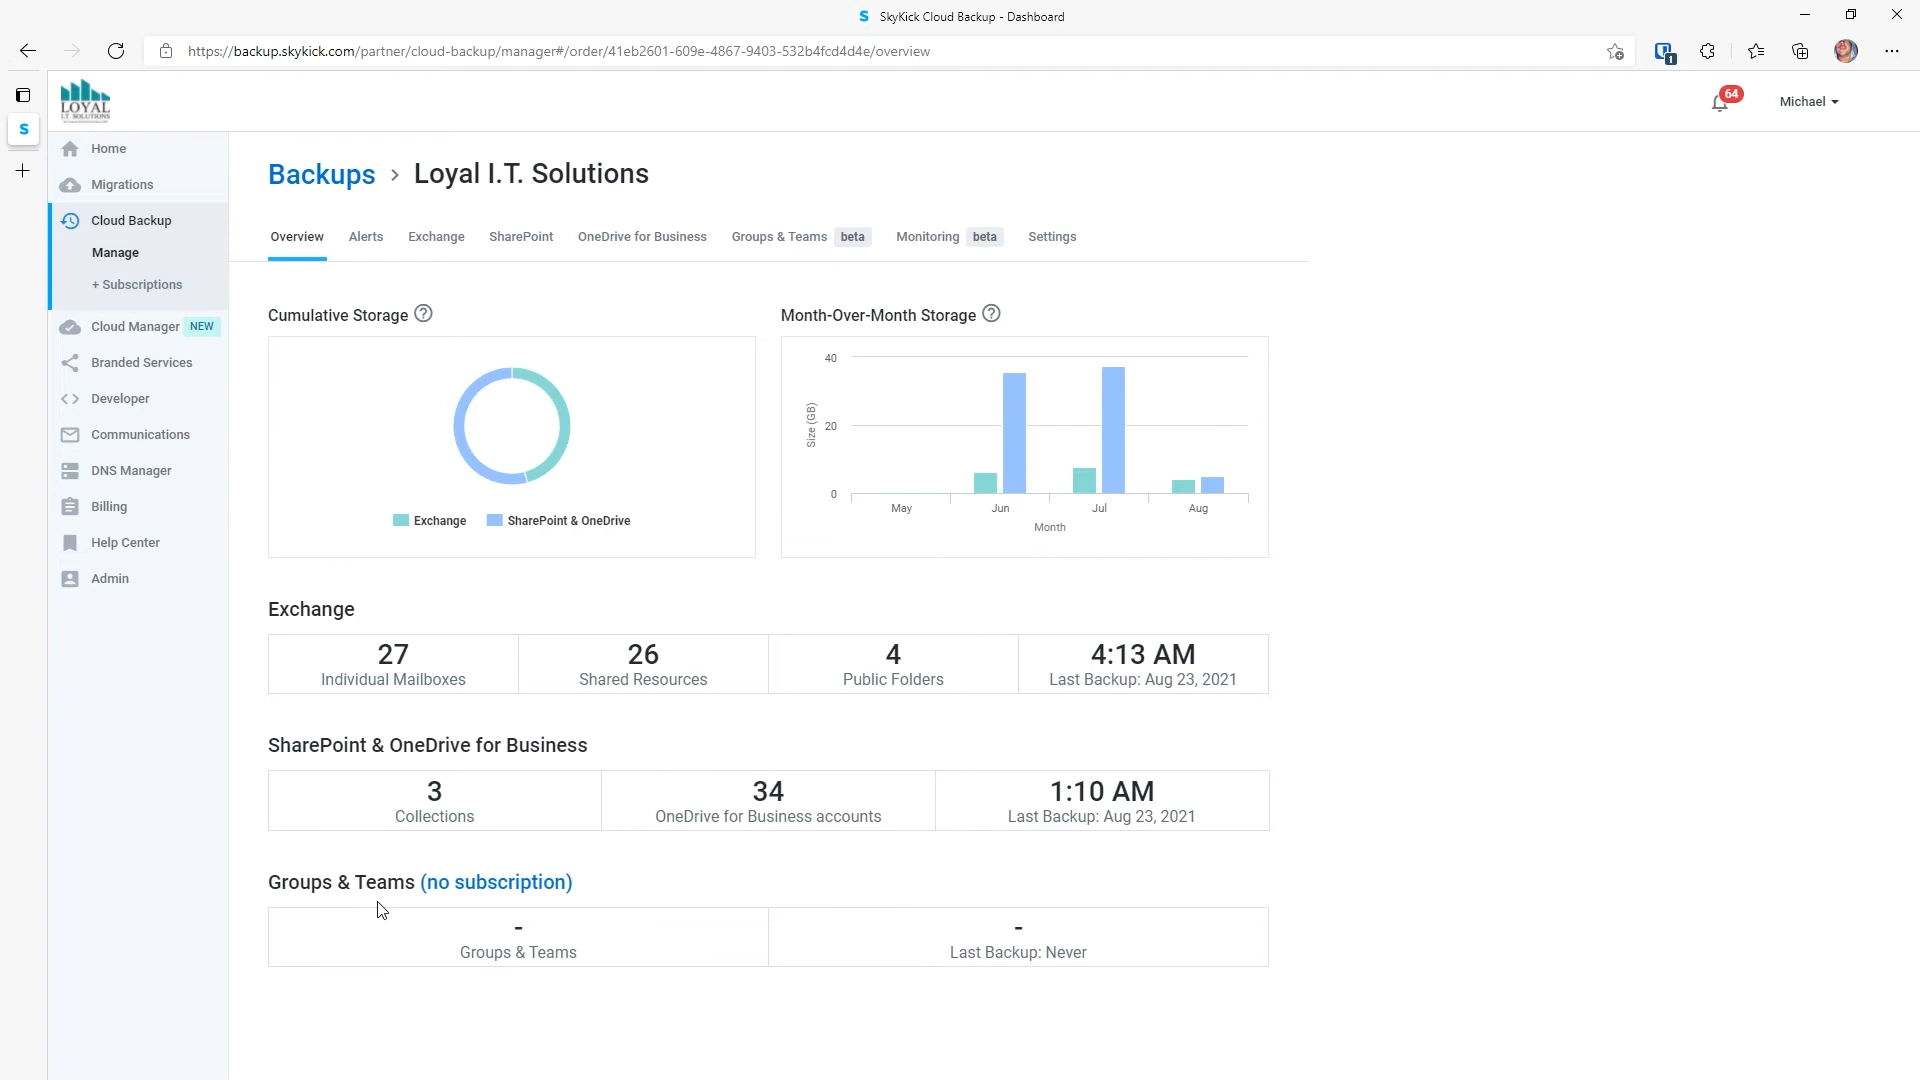 SkyKick Cloud Backup - Dashboard
https://backup.skykick.com/partner/cloud-backup/manager#/order/41eb2601-609e-4867-9403-532b4fcd4d4e/overview
1
LOYAL
I.T. SOLUTIONS
64
Michael
S
Home
Migrations
Cloud Backup
Manage
+ Subscriptions
Cloud Manager NEW
Branded Services
Developer
Communications
DNS Manager
Billing
Help Center
Admin
Backups > Loyal I.T. Solutions
Overview Alerts Exchange SharePoint OneDrive for Business Groups & Teams beta Monitoring beta Settings
Cumulative Storage ?
Exchange SharePoint & OneDrive
Month-Over-Month Storage ?
40
20
0
Size (GB)
May Jun Jul Aug
Month
Exchange
27 26 4 4:13 AM
Individual Mailboxes Shared Resources Public Folders Last Backup: Aug 23, 2021
SharePoint & OneDrive for Business
3 34 1:10 AM
Collections OneDrive for Business accounts Last Backup: Aug 23, 2021
Groups & Teams (no subscription)
- -
Groups & Teams Last Backup: Never